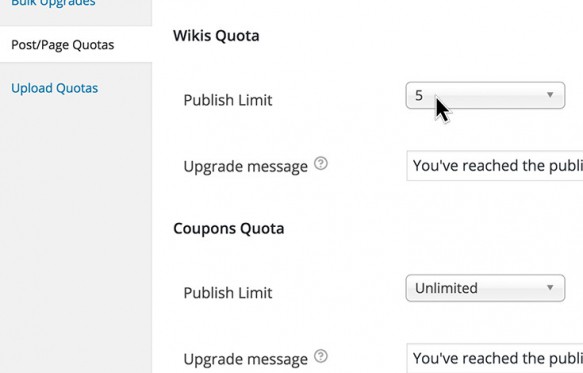 Bulk Upgrades
Post/Page Quotas
Upload Quotas
Wikis Quota
Publish Limit
5
Upgrade message ?
You've reached the publi
Coupons Quota
Publish Limit
Unlimited
Upgrade message ?
You've reached the publi